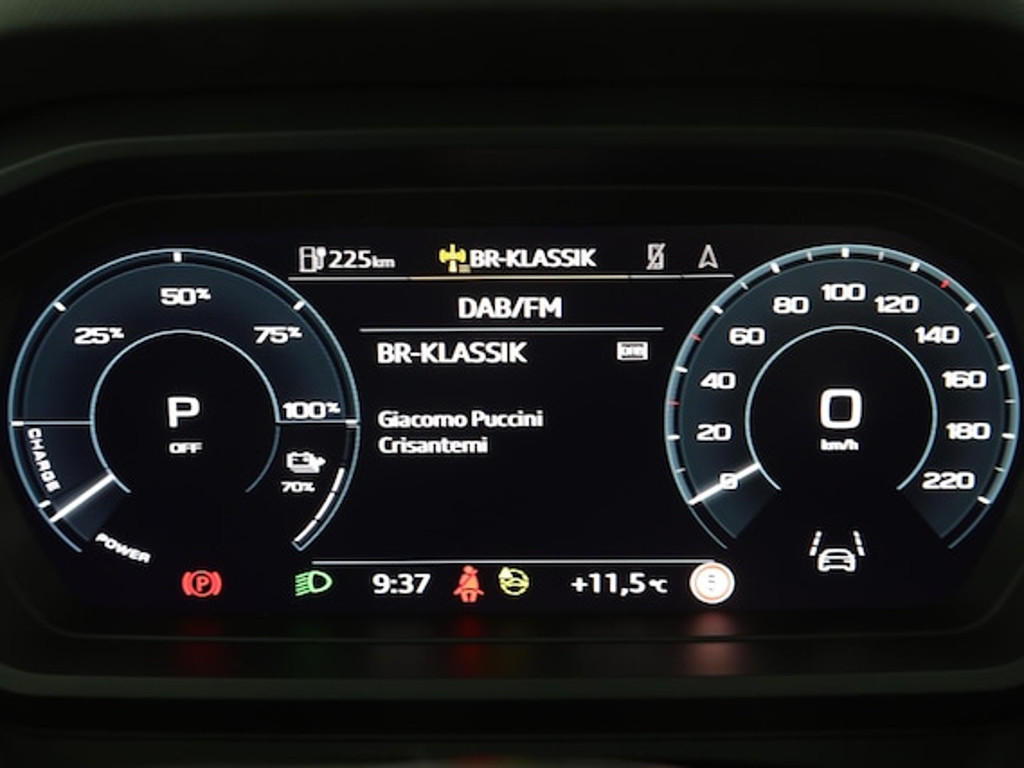 225km
BR-KLASSIK
DAB/FM
BR-KLASSIK
Giacomo Puccini
Crisantemi
25%
50%
75%
100%
P
OFF
70%
CHARGE
POWER
0
20
40
60
80
100
120
140
160
180
220
0
km/h
P
9:37
+11,5°C